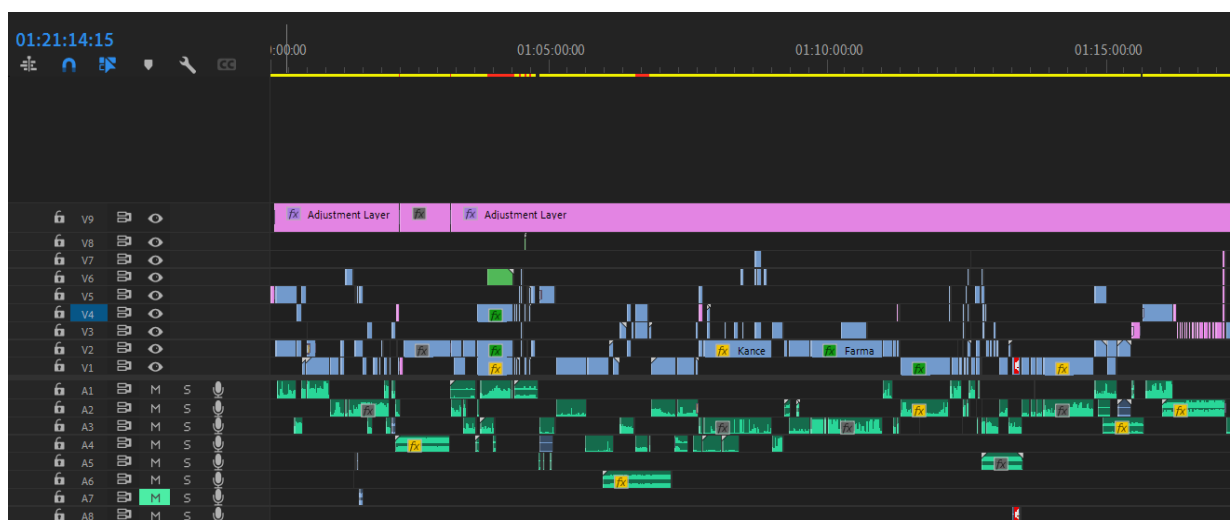 01:21:14:15
:00:00 01:05:00:00 01:10:00:00 01:15:00:00
CC
V9 fx Adjustment Layer fx fx Adjustment Layer
V8
V7
V6
V5
V4 fx
V3
V2 fx fx fx Kance fx Farma
V1 fx fx fx
A1 M S
A2 M S fx fx fx fx
A3 M S fx fx fx
A4 M S fx
A5 M S fx
A6 M S fx
A7 M S
A8 M S